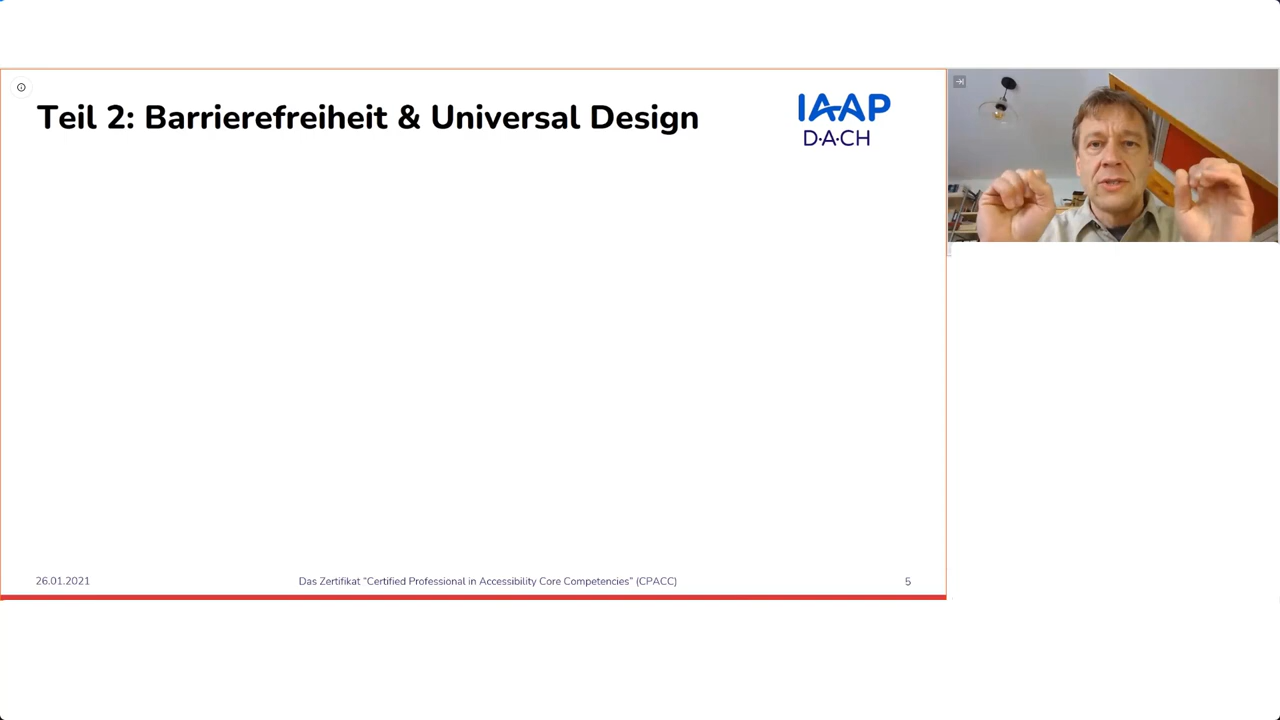 Teil 2: Barrierefreiheit & Universal Design
IAAP
D·A·CH
26.01.2021
Das Zertifikat "Certified Professional in Accessibility Core Competencies" (CPACC)
5